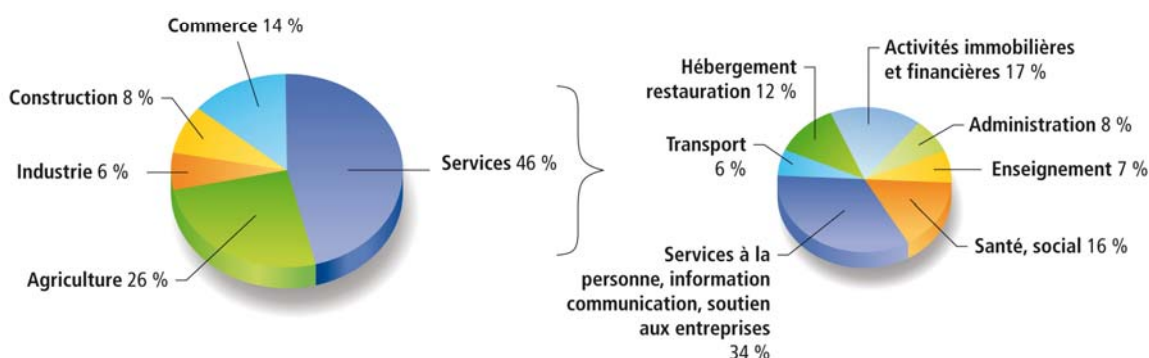 Commerce 14 %
Construction 8 %
Industrie 6 %
Agriculture 26 %
Services 46 %
Activités immobilières
et financières 17 %
Hébergement
restauration 12 %
Administration 8 %
Transport
6 %
Enseignement 7 %
Santé, social 16 %
Services à la
personne, information
communication, soutien
aux entreprises
34 %